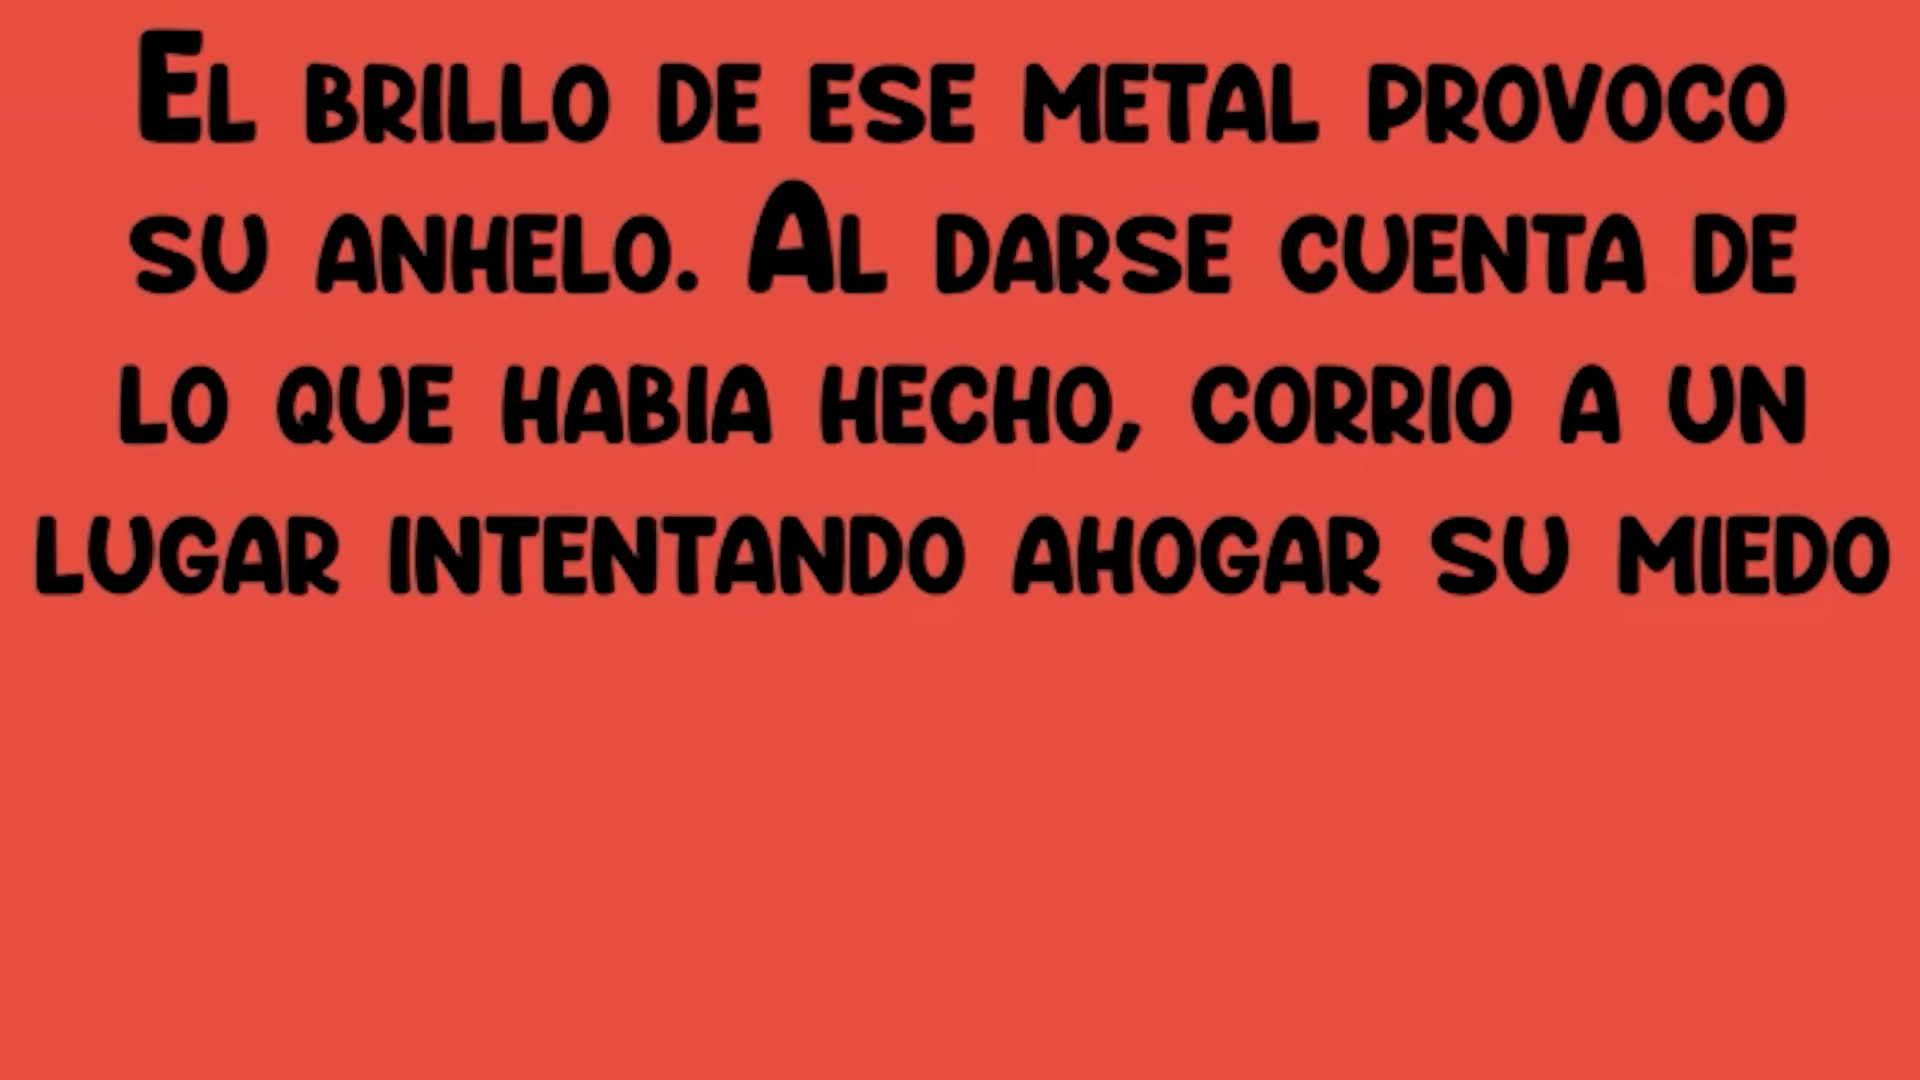 El brillo de ese metal provoco
su anhelo. Al darse cuenta de
lo que habia hecho, corrio a un
lugar intentando ahogar su miedo